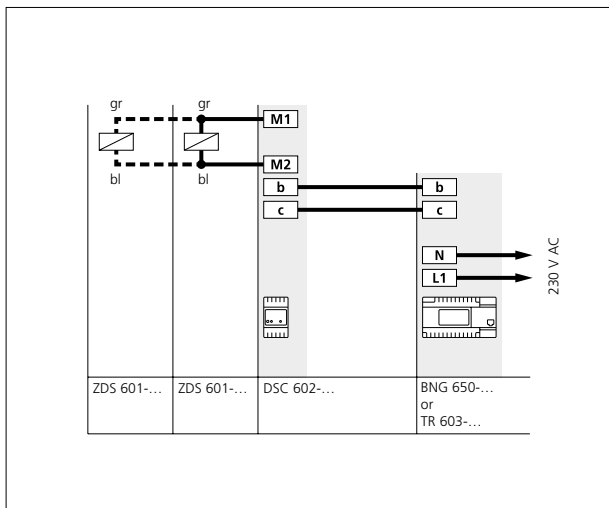 gr
gr
M1
M2
bl
bl
b
b
c
c
N
L1
230 V AC
ZDS 601-…
ZDS 601-…
DSC 602-…
BNG 650-…
or
TR 603-…